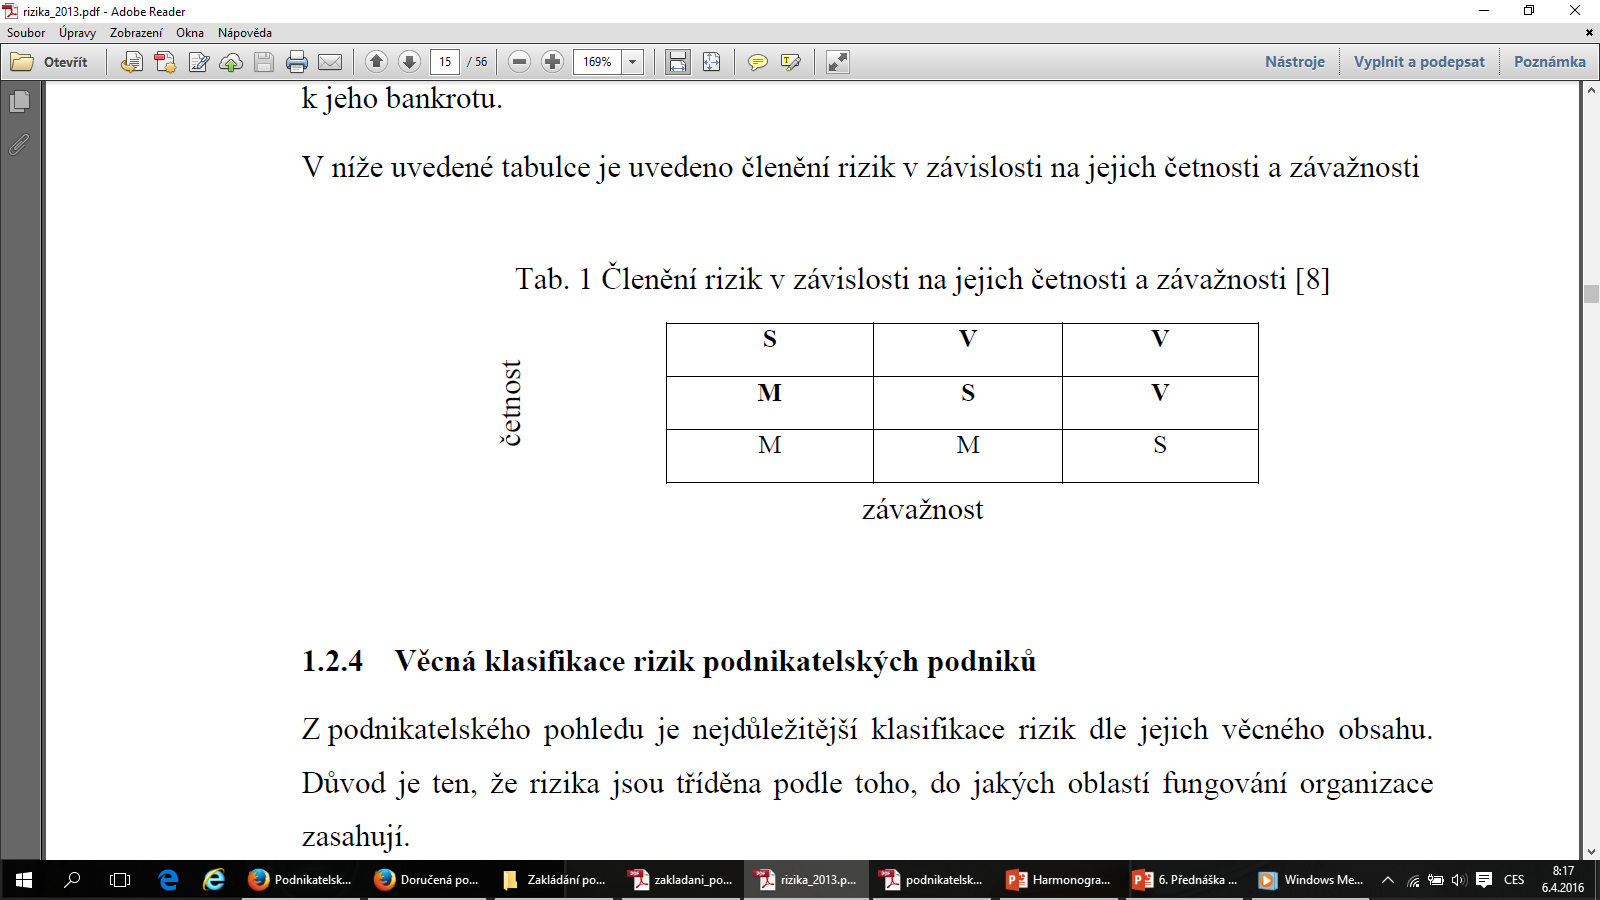 rizika_2013.pdf - Adobe Reader
Soubor Úpravy Zobrazení Okna Nápověda
Otevřít 15 / 56 169% Nástroje Vyplnit a podepsat Poznámka
k jeho bankrotu.
V níže uvedené tabulce je uvedeno členění rizik v závislosti na jejich četnosti a závažnosti
Tab. 1 Členění rizik v závislosti na jejich četnosti a závažnosti [8]
četnost
S V V
M S V
M M S
závažnost
1.2.4 Věcná klasifikace rizik podnikatelských podniků
Z podnikatelského pohledu je nejdůležitější klasifikace rizik dle jejich věcného obsahu.
Důvod je ten, že rizika jsou tříděna podle toho, do jakých oblastí fungování organizace
zasahují.
Podnikatelsk... Doručená po... Zakládání po... zakladani_po... rizika_2013.p... podnikatelsk... Harmonogra... 6. Přednáška ... Windows Me... CES 8:17
6.4.2016